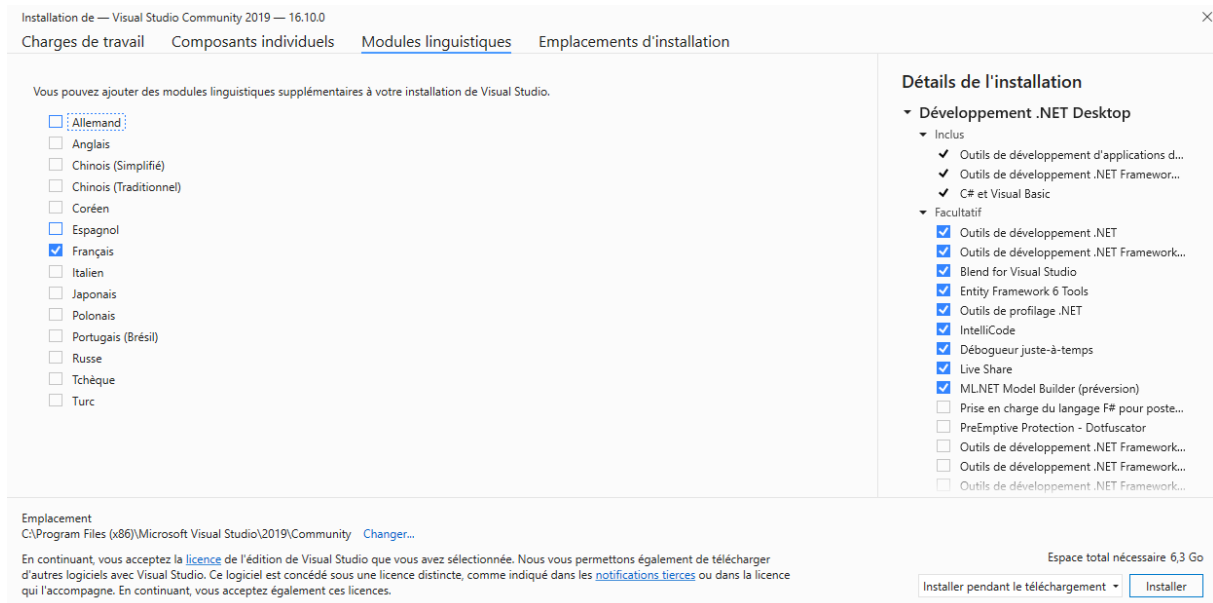 Installation de — Visual Studio Community 2019 — 16.10.0
Charges de travail Composants individuels Modules linguistiques Emplacements d'installation
Vous pouvez ajouter des modules linguistiques supplémentaires à votre installation de Visual Studio.
Allemand
Anglais
Chinois (Simplifié)
Chinois (Traditionnel)
Coréen
Espagnol
Français
Italien
Japonais
Polonais
Portugais (Brésil)
Russe
Tchèque
Turc
Détails de l'installation
Développement .NET Desktop
Inclus
Outils de développement d'applications d...
Outils de développement .NET Framewor...
C# et Visual Basic
Facultatif
Outils de développement .NET
Outils de développement .NET Framework...
Blend for Visual Studio
Entity Framework 6 Tools
Outils de profilage .NET
IntelliCode
Débogueur juste-à-temps
Live Share
ML.NET Model Builder (préversion)
Prise en charge du langage F# pour poste...
PreEmptive Protection - Dotfuscator
Outils de développement .NET Framework...
Outils de développement .NET Framework...
Outils de développement .NET Framework...
Emplacement
C:\Program Files (x86)\Microsoft Visual Studio\2019\Community Changer...
En continuant, vous acceptez la licence de l'édition de Visual Studio que vous avez sélectionnée. Nous vous permettons également de télécharger
d'autres logiciels avec Visual Studio. Ce logiciel est concédé sous une licence distincte, comme indiqué dans les notifications tierces ou dans la licence
qui l'accompagne. En continuant, vous acceptez également ces licences.
Espace total nécessaire 6,3 Go
Installer pendant le téléchargement Installer